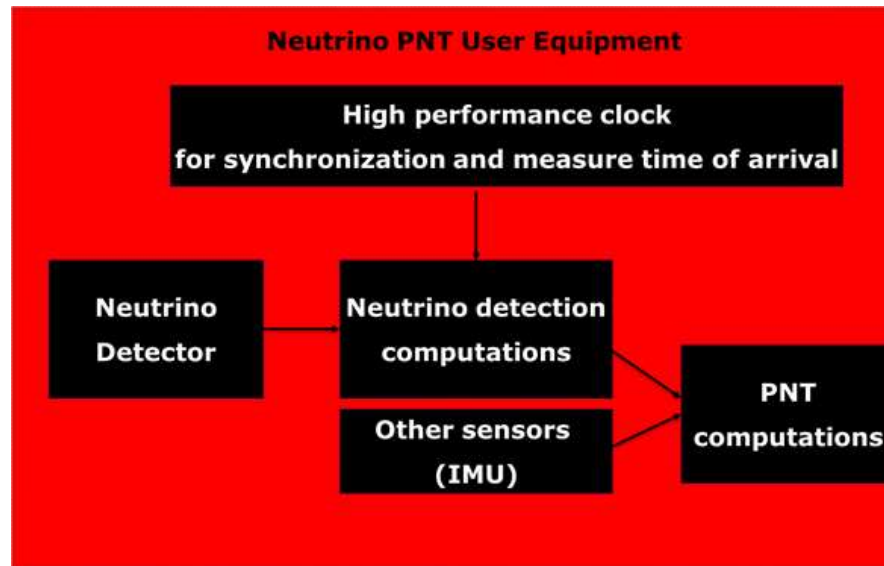 Neutrino PNT User Equipment
High performance clock
for synchronization and measure time of arrival
Neutrino
Detector
Neutrino detection
computations
Other sensors
(IMU)
PNT
computations